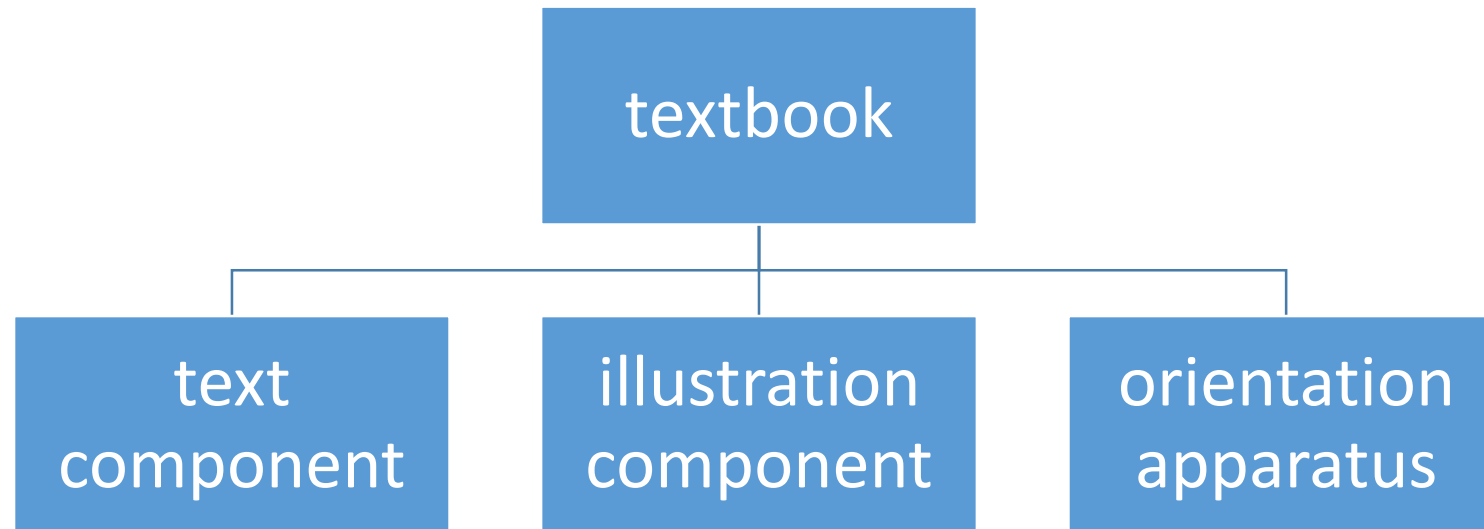 textbook
text
component
illustration
component
orientation
apparatus